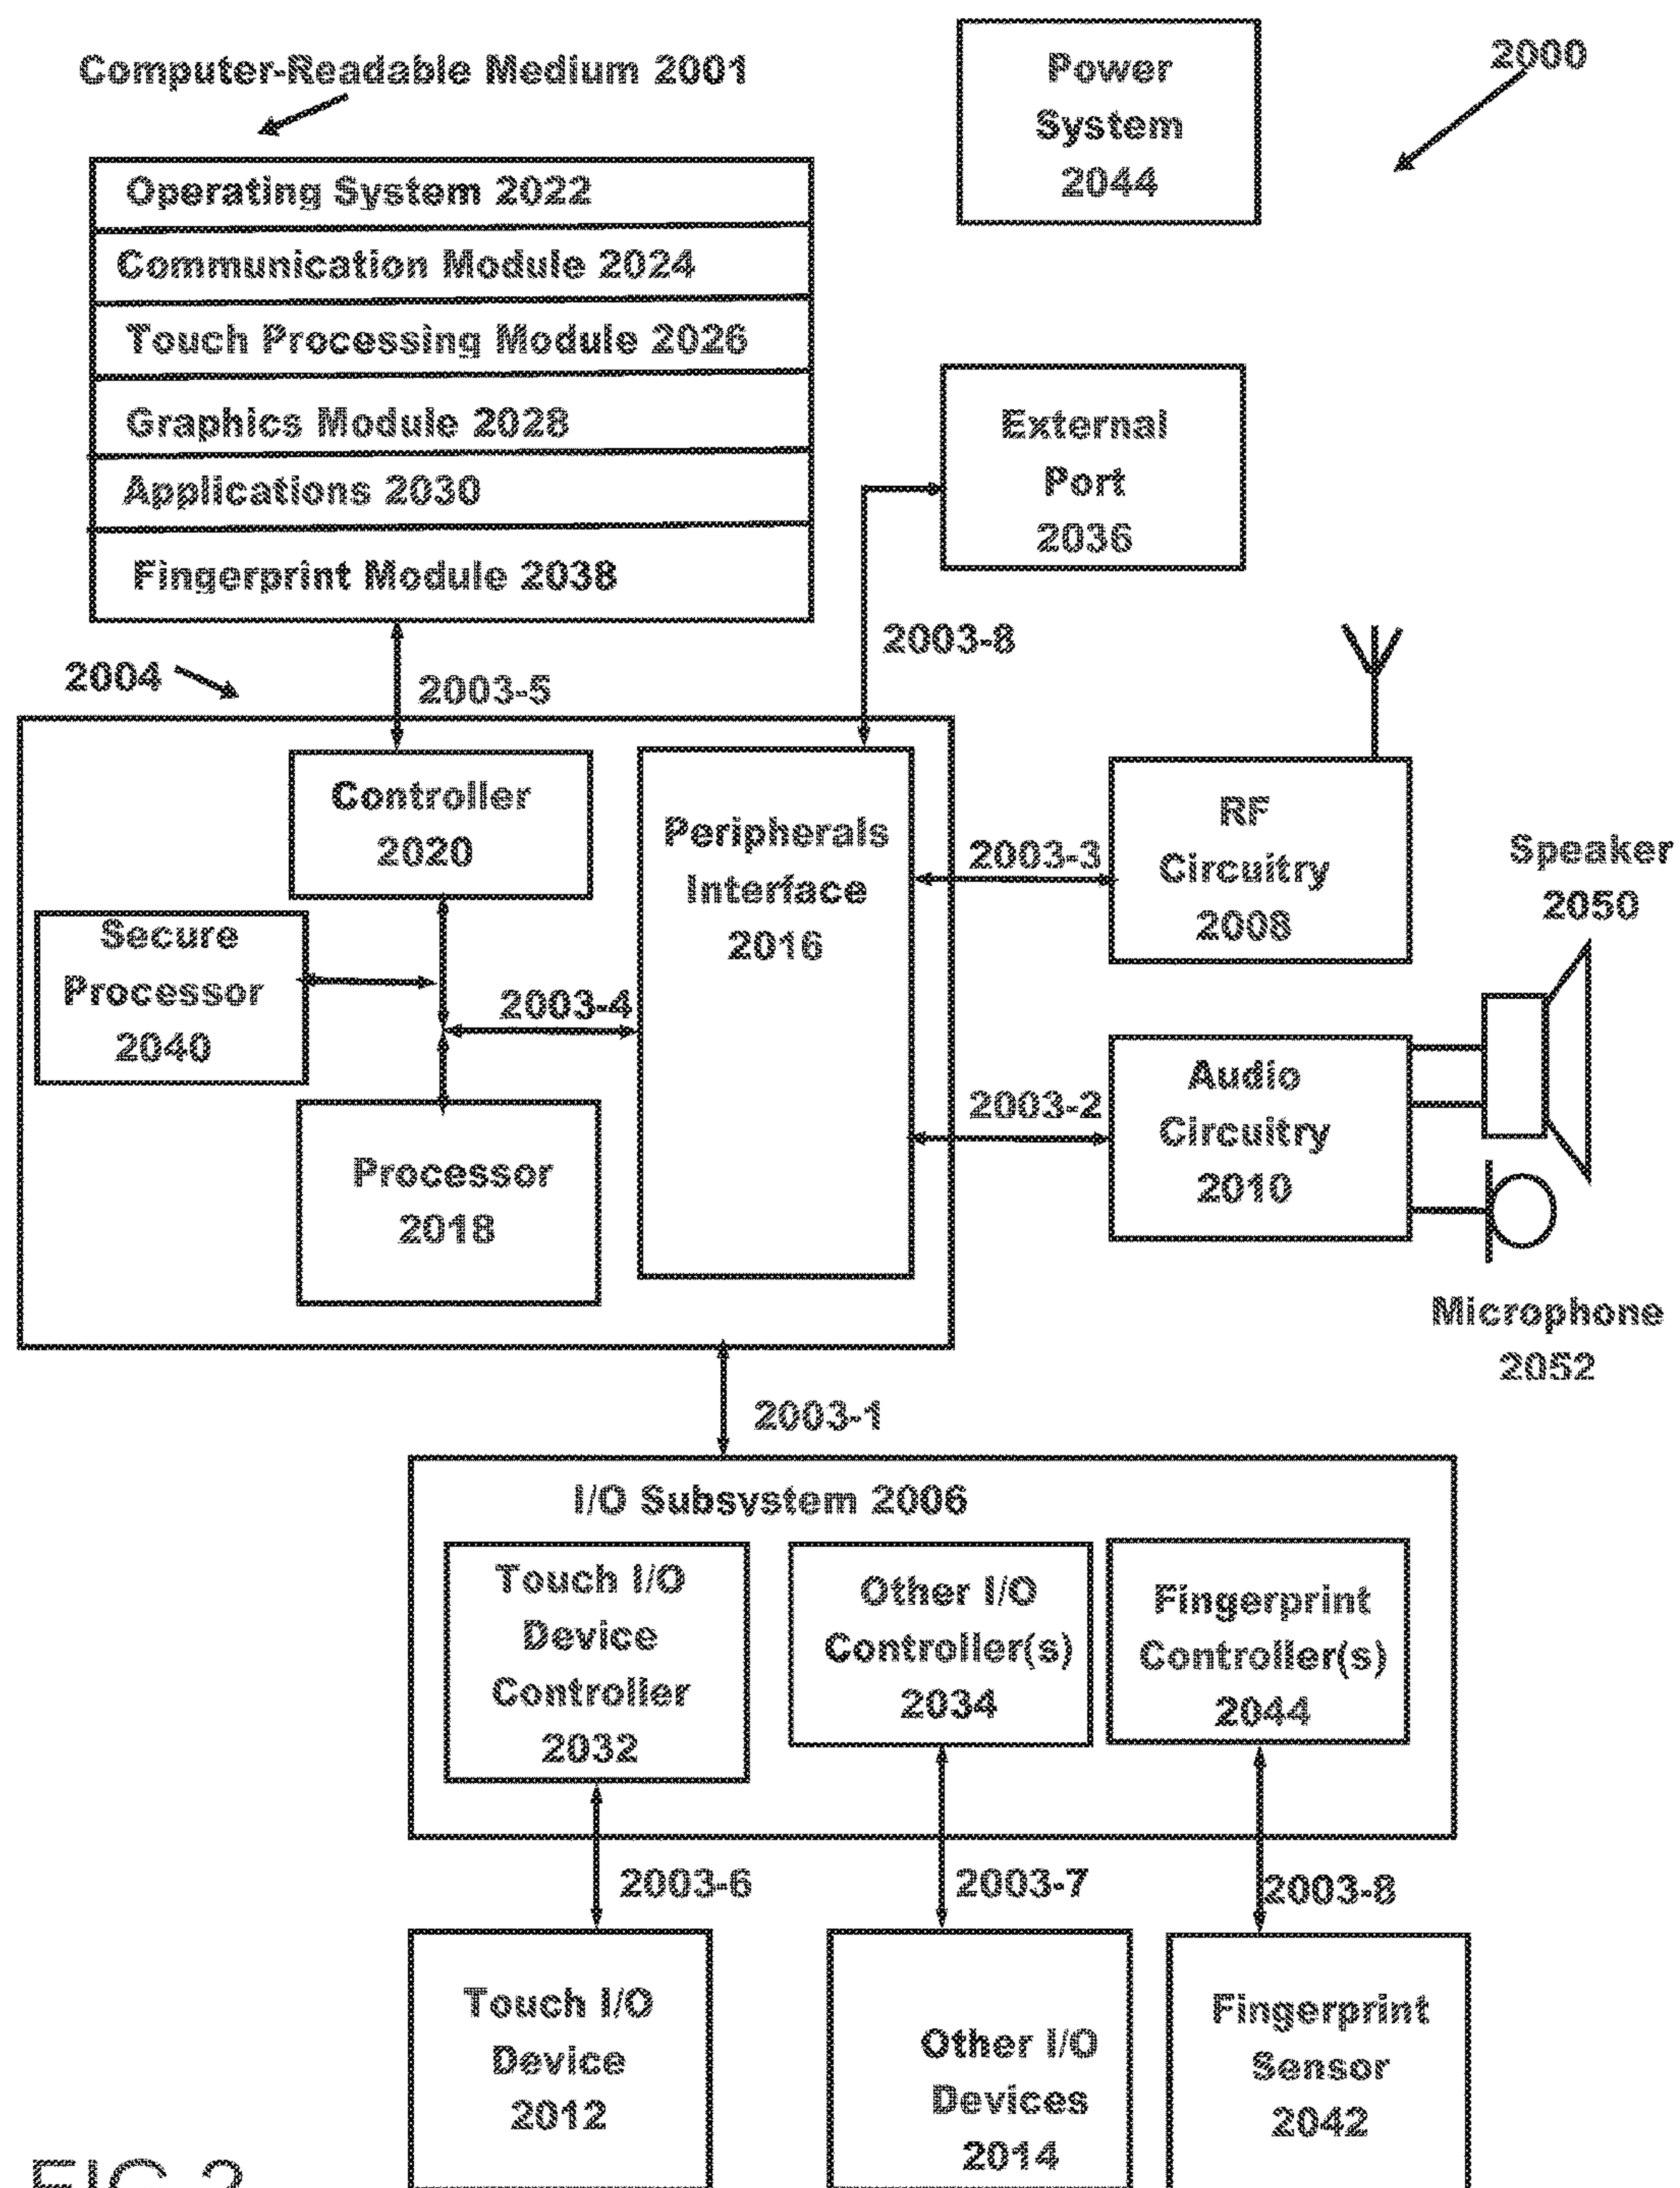 Computer-Readable Medium 2001
Power
System
2044
2000
Operating System 2022
Communication Module 2024
Touch Processing Module 2026
Graphics Module 2028
Applications 2030
Fingerprint Module 2038
External
Port
2036
2003-8
2004
2003-5
Controller
2020
Peripherals
Interface
2016
Secure
Processor
2040
2003-4
Processor
2018
2003-3
RF
Circuitry
2008
Speaker
2050
2003-2
Audio
Circuitry
2010
Microphone
2052
2003-1
I/O Subsystem 2006
Touch I/O
Device
Controller
2032
Other I/O
Controller(s)
2034
Fingerprint
Controller(s)
2044
2003-6
2003-7
2003-8
Touch I/O
Device
2012
Other I/O
Devices
2014
Fingerprint
Sensor
2042